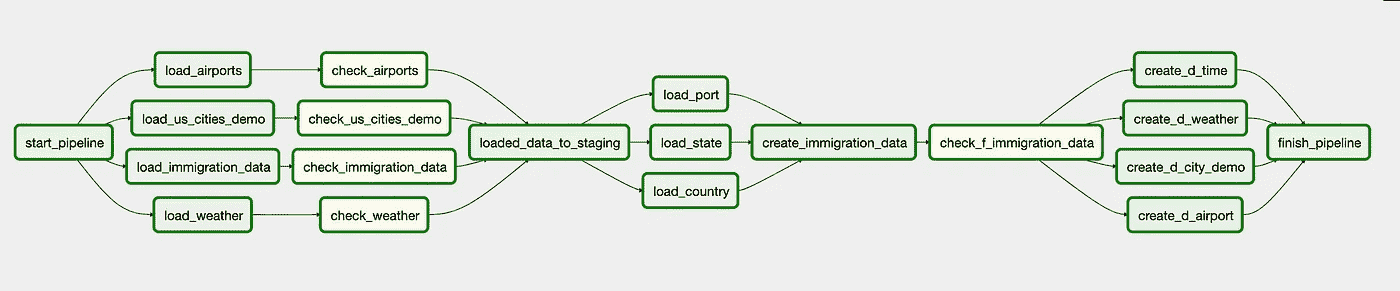 start_pipeline
load_airports
load_us_cities_demo
load_immigration_data
load_weather
check_airports
check_us_cities_demo
check_immigration_data
check_weather
loaded_data_to_staging
load_port
load_state
load_country
create_immigration_data
check_f_immigration_data
create_d_time
create_d_weather
create_d_city_demo
create_d_airport
finish_pipeline